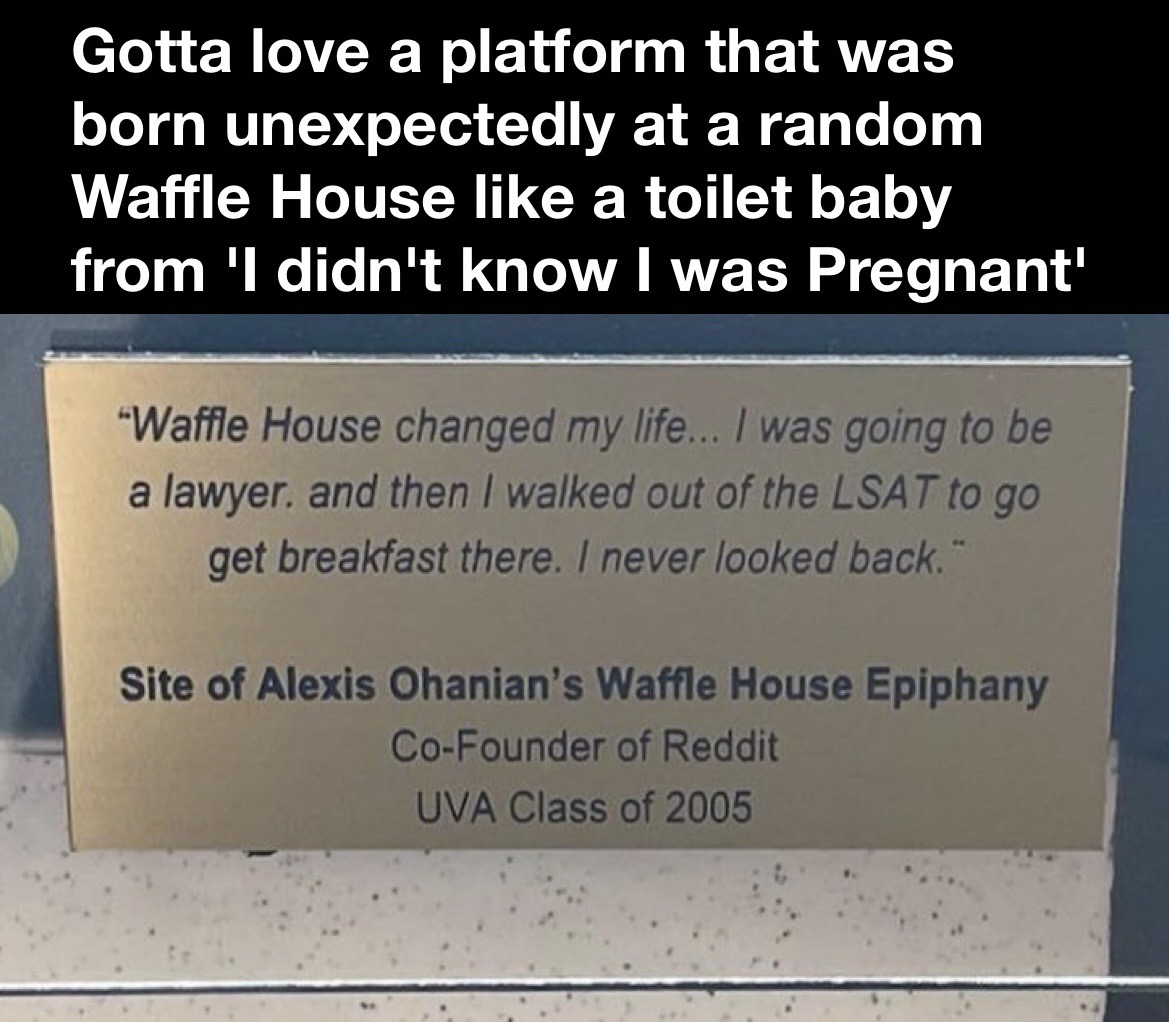 Gotta love a platform that was
born unexpectedly at a random
Waffle House like a toilet baby
from 'I didn't know I was Pregnant'
“Waffle House changed my life... I was going to be
a lawyer. and then I walked out of the LSAT to go
get breakfast there. I never looked back.”
Site of Alexis Ohanian’s Waffle House Epiphany
Co-Founder of Reddit
UVA Class of 2005